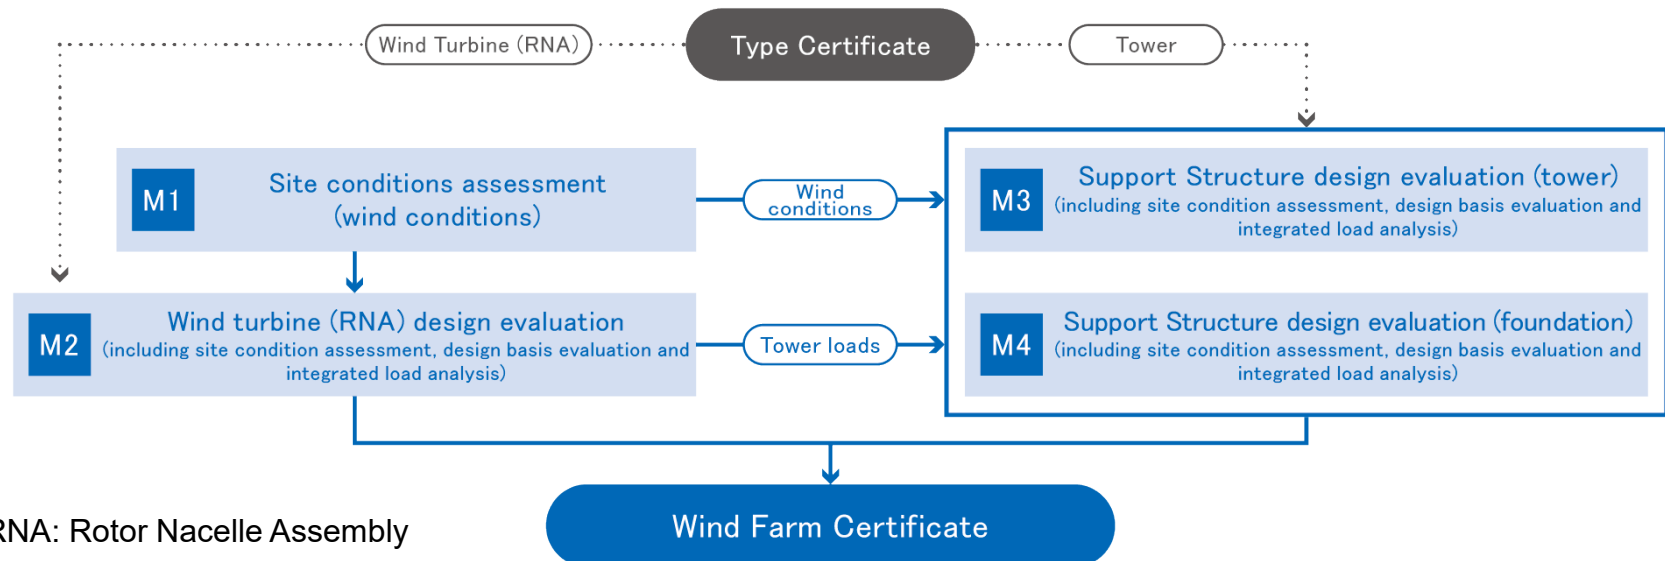 Wind Turbine (RNA)
Type Certificate
Tower
M1
Site conditions assessment
(wind conditions)
Wind
conditions
M3
Support Structure design evaluation (tower)
(including site condition assessment, design basis evaluation and
integrated load analysis)
M2
Wind turbine (RNA) design evaluation
(including site condition assessment, design basis evaluation and
integrated load analysis)
Tower loads
M4
Support Structure design evaluation (foundation)
(including site condition assessment, design basis evaluation and
integrated load analysis)
Wind Farm Certificate
RNA: Rotor Nacelle Assembly